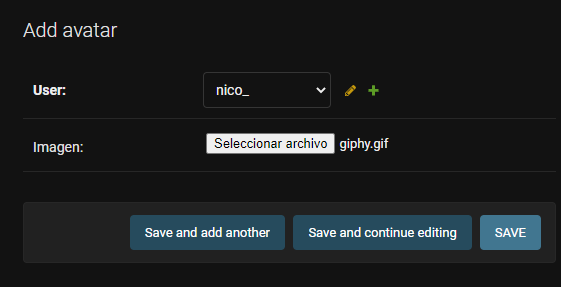 Add avatar
User: nico_
Imagen: Seleccionar archivo giphy.gif
Save and add another Save and continue editing SAVE